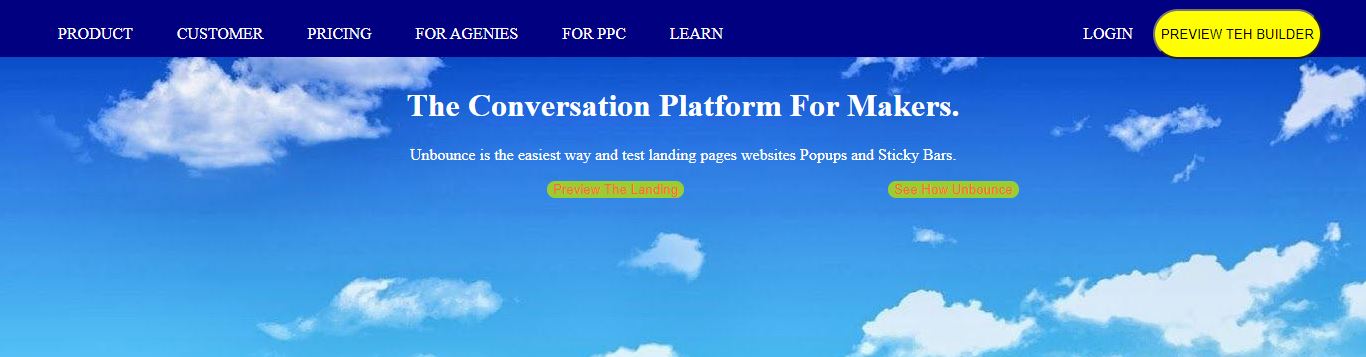 PRODUCT CUSTOMER PRICING FOR AGENIES FOR PPC LEARN LOGIN PREVIEW TEH BUILDER
The Conversation Platform For Makers.
Unbounce is the easiest way and test landing pages websites Popups and Sticky Bars.
Preview The Landing See How Unbounce